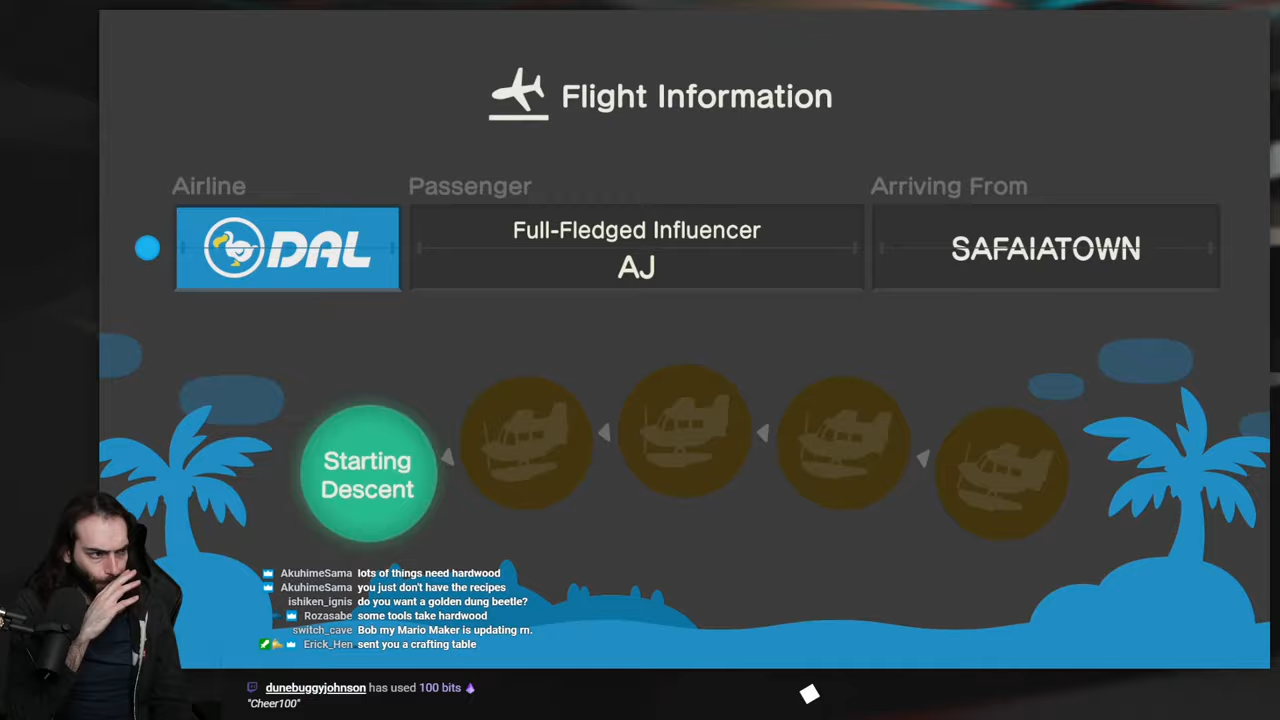 Flight Information
Airline
Passenger
Arriving From
DAL
Full-Fledged Influencer
AJ
SAFAIATOWN
Starting
Descent
AkuhimeSama lots of things need hardwood
AkuhimeSama you just don't have the recipes
ishiken_ignis do you want a golden dung beetle?
Rozasabe some tools take hardwood
switch_cave Bob my Mario Maker is updating rn.
Erick_Hen sent you a crafting table
dunebuggyjohnson has used 100 bits
"Cheer100"